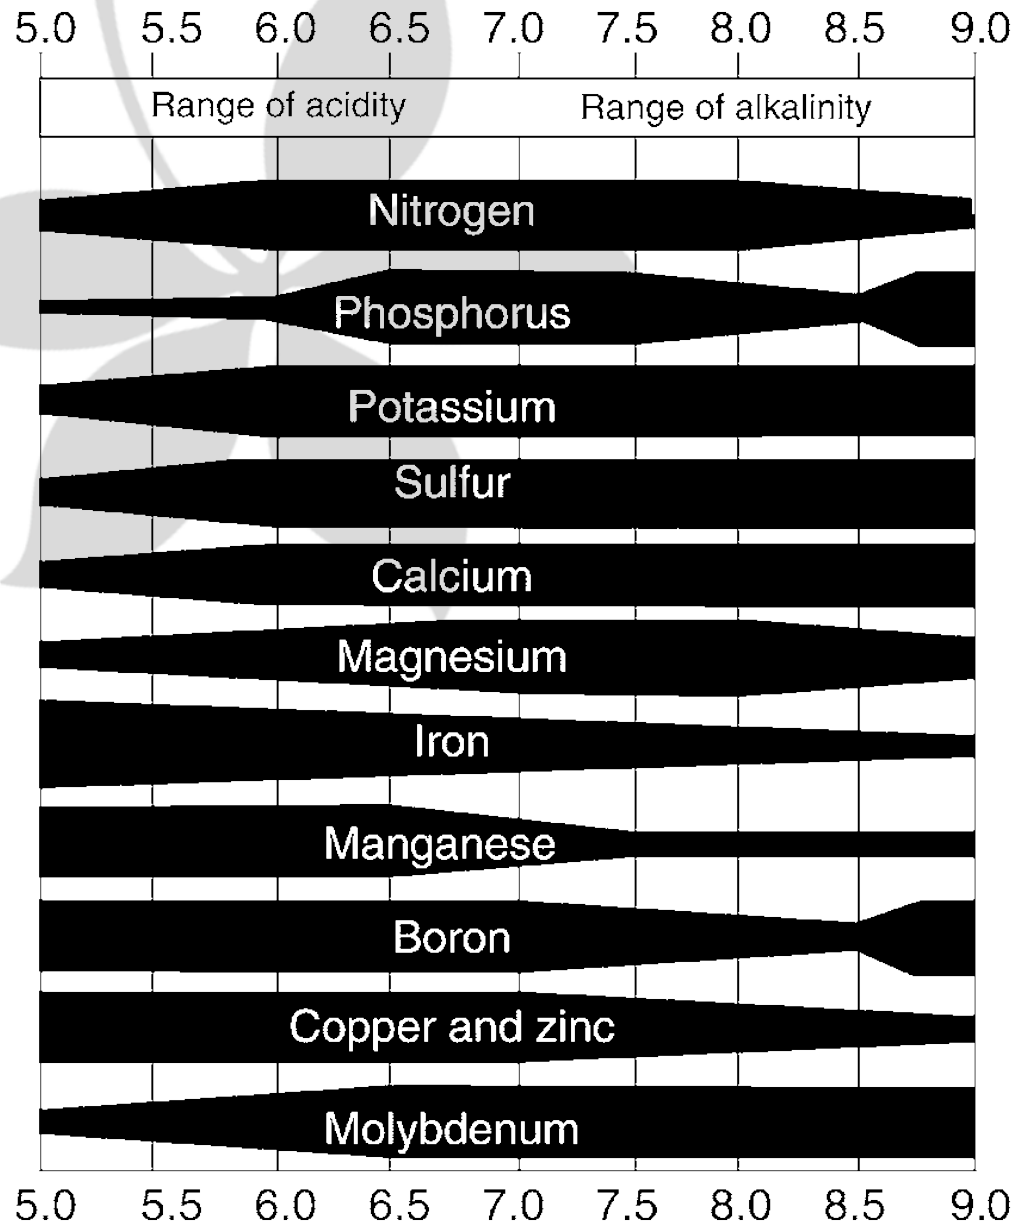 5.0 5.5 6.0 6.5 7.0 7.5 8.0 8.5 9.0
Range of acidity Range of alkalinity
Nitrogen
Phosphorus
Potassium
Sulfur
Calcium
Magnesium
Iron
Manganese
Boron
Copper and zinc
Molybdenum
5.0 5.5 6.0 6.5 7.0 7.5 8.0 8.5 9.0